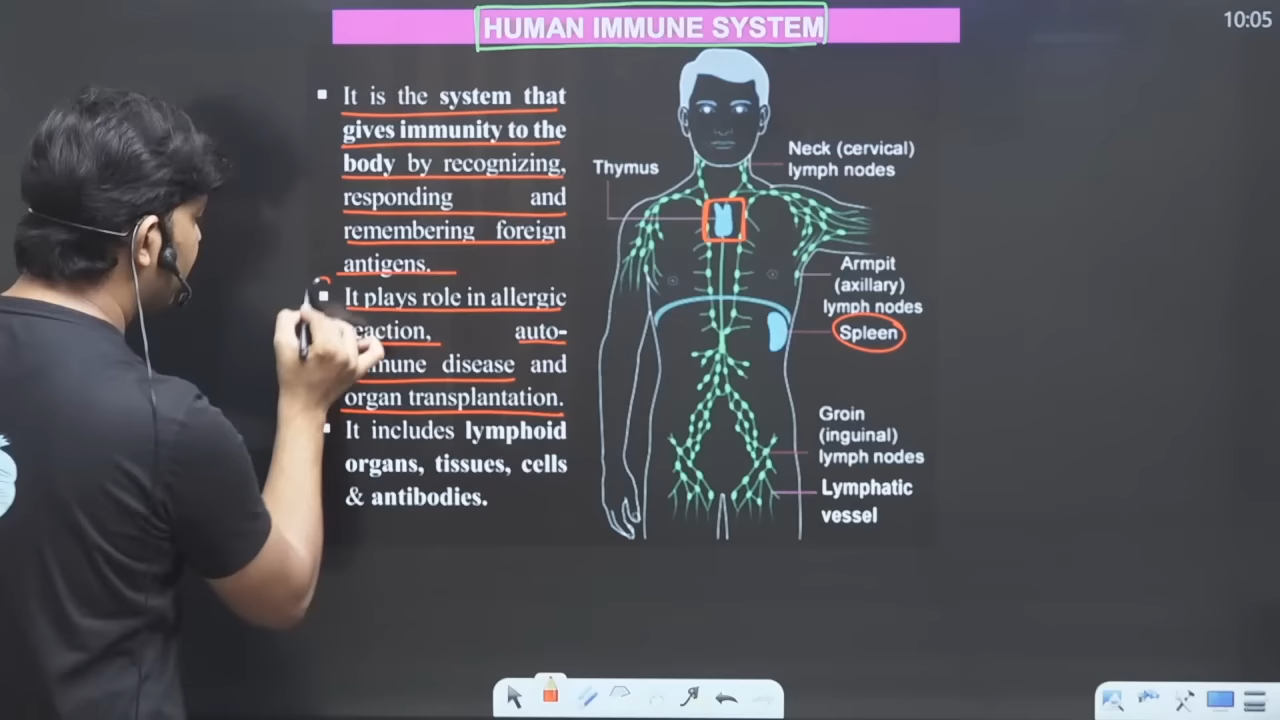 HUMAN IMMUNE SYSTEM
10:05
It is the system that
gives immunity to the
body by recognizing,
responding and
remembering foreign
antigens.
It plays role in allergic
auto-
disease and
organ transplantation.
It includes lymphoid
organs, tissues, cells
& antibodies.
Thymus
Neck (cervical)
lymph nodes
Armpit
(axillary)
lymph nodes
Spleen
Groin
(inguinal)
lymph nodes
Lymphatic
vessel